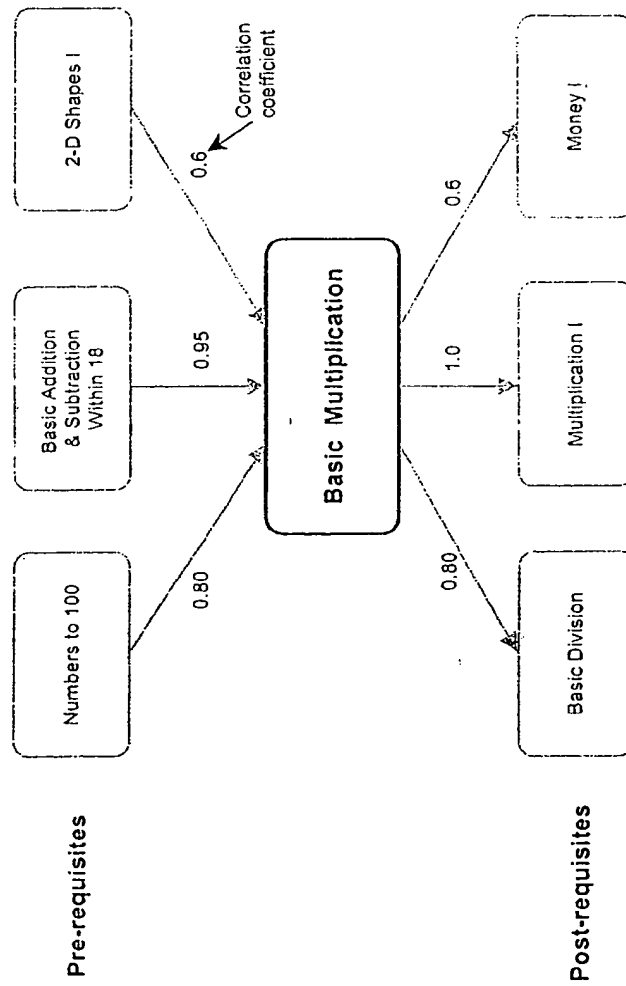 Pre-requisites
Numbers to 100
Basic Addition
& Subtraction
Within 18
2-D Shapes I
0.80
0.95
0.6
Correlation
coefficient
Basic Multiplication
0.80
1.0
0.6
Post-requisites
Basic Division
Multiplication I
Money I